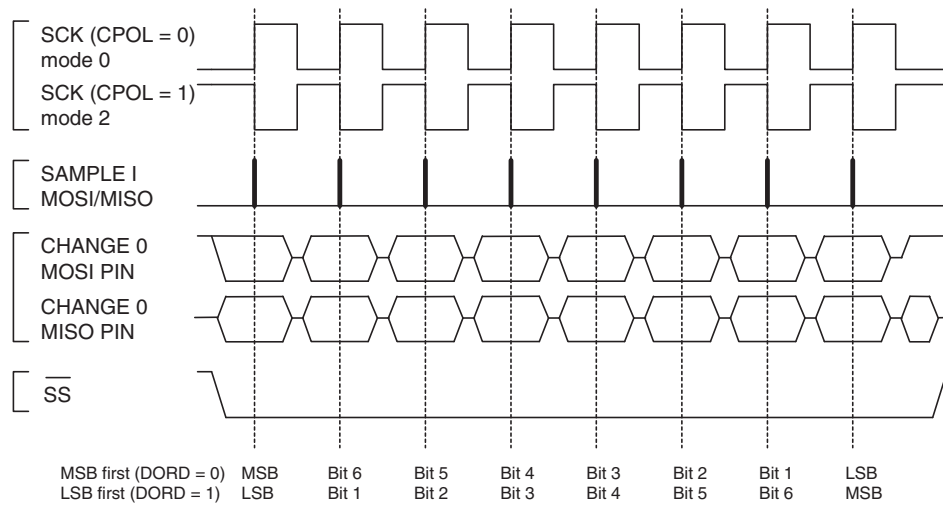 SCK (CPOL = 0)
mode 0
SCK (CPOL = 1)
mode 2
SAMPLE I
MOSI/MISO
CHANGE 0
MOSI PIN
CHANGE 0
MISO PIN
SS
MSB first (DORD = 0) MSB Bit 6 Bit 5 Bit 4 Bit 3 Bit 2 Bit 1 LSB
LSB first (DORD = 1) LSB Bit 1 Bit 2 Bit 3 Bit 4 Bit 5 Bit 6 MSB